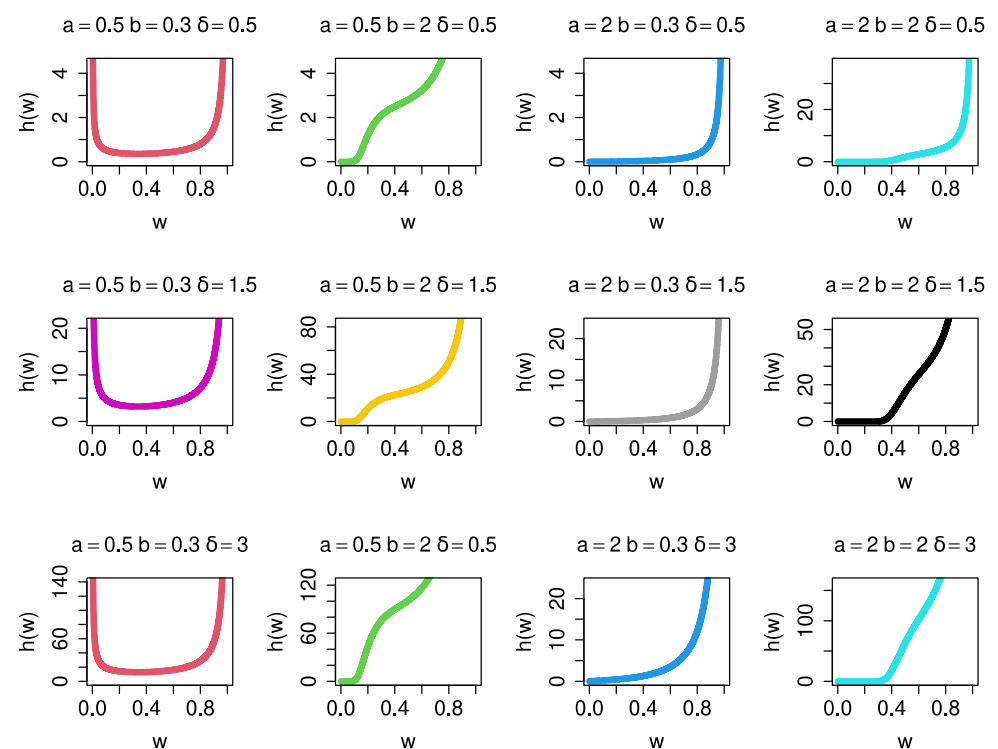 a = 0.5 b = 0.3 δ = 0.5
h(w)
0 2 4
0.0 0.4 0.8
w
a = 0.5 b = 2 δ = 0.5
h(w)
0 2 4
0.0 0.4 0.8
w
a = 2 b = 0.3 δ = 0.5
h(w)
0 2 4
0.0 0.4 0.8
w
a = 2 b = 2 δ = 0.5
h(w)
0 20
0.0 0.4 0.8
w
a = 0.5 b = 0.3 δ = 1.5
h(w)
0 10 20
0.0 0.4 0.8
w
a = 0.5 b = 2 δ = 1.5
h(w)
0 40 80
0.0 0.4 0.8
w
a = 2 b = 0.3 δ = 1.5
h(w)
0 10 20
0.0 0.4 0.8
w
a = 2 b = 2 δ = 1.5
h(w)
0 20 50
0.0 0.4 0.8
w
a = 0.5 b = 0.3 δ = 3
h(w)
0 60 140
0.0 0.4 0.8
w
a = 0.5 b = 2 δ = 0.5
h(w)
0 60 120
0.0 0.4 0.8
w
a = 2 b = 0.3 δ = 3
h(w)
0 10 20
0.0 0.4 0.8
w
a = 2 b = 2 δ = 3
h(w)
0 100
0.0 0.4 0.8
w